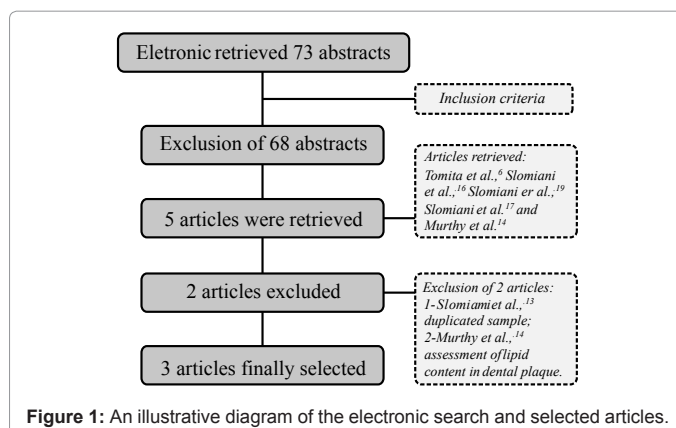 Eletronic retrieved 73 abstracts
Inclusion criteria
Exclusion of 68 abstracts
Articles retrieved:
Tomita et al.,6 Slomiani
et al.,.16 Slomiani er al.,.19
Slomiani et al.17 and
Murthy et al.14
5 articles were retrieved
2 articles excluded
Exclusion of 2 articles:
1-Slomiamiet al.,.13
duplicated sample;
2-Murthy et al.,.14
assessment of lipid
content in dental plaque.
3 articles finally selected
Figure 1: An illustrative diagram of the electronic search and selected articles.